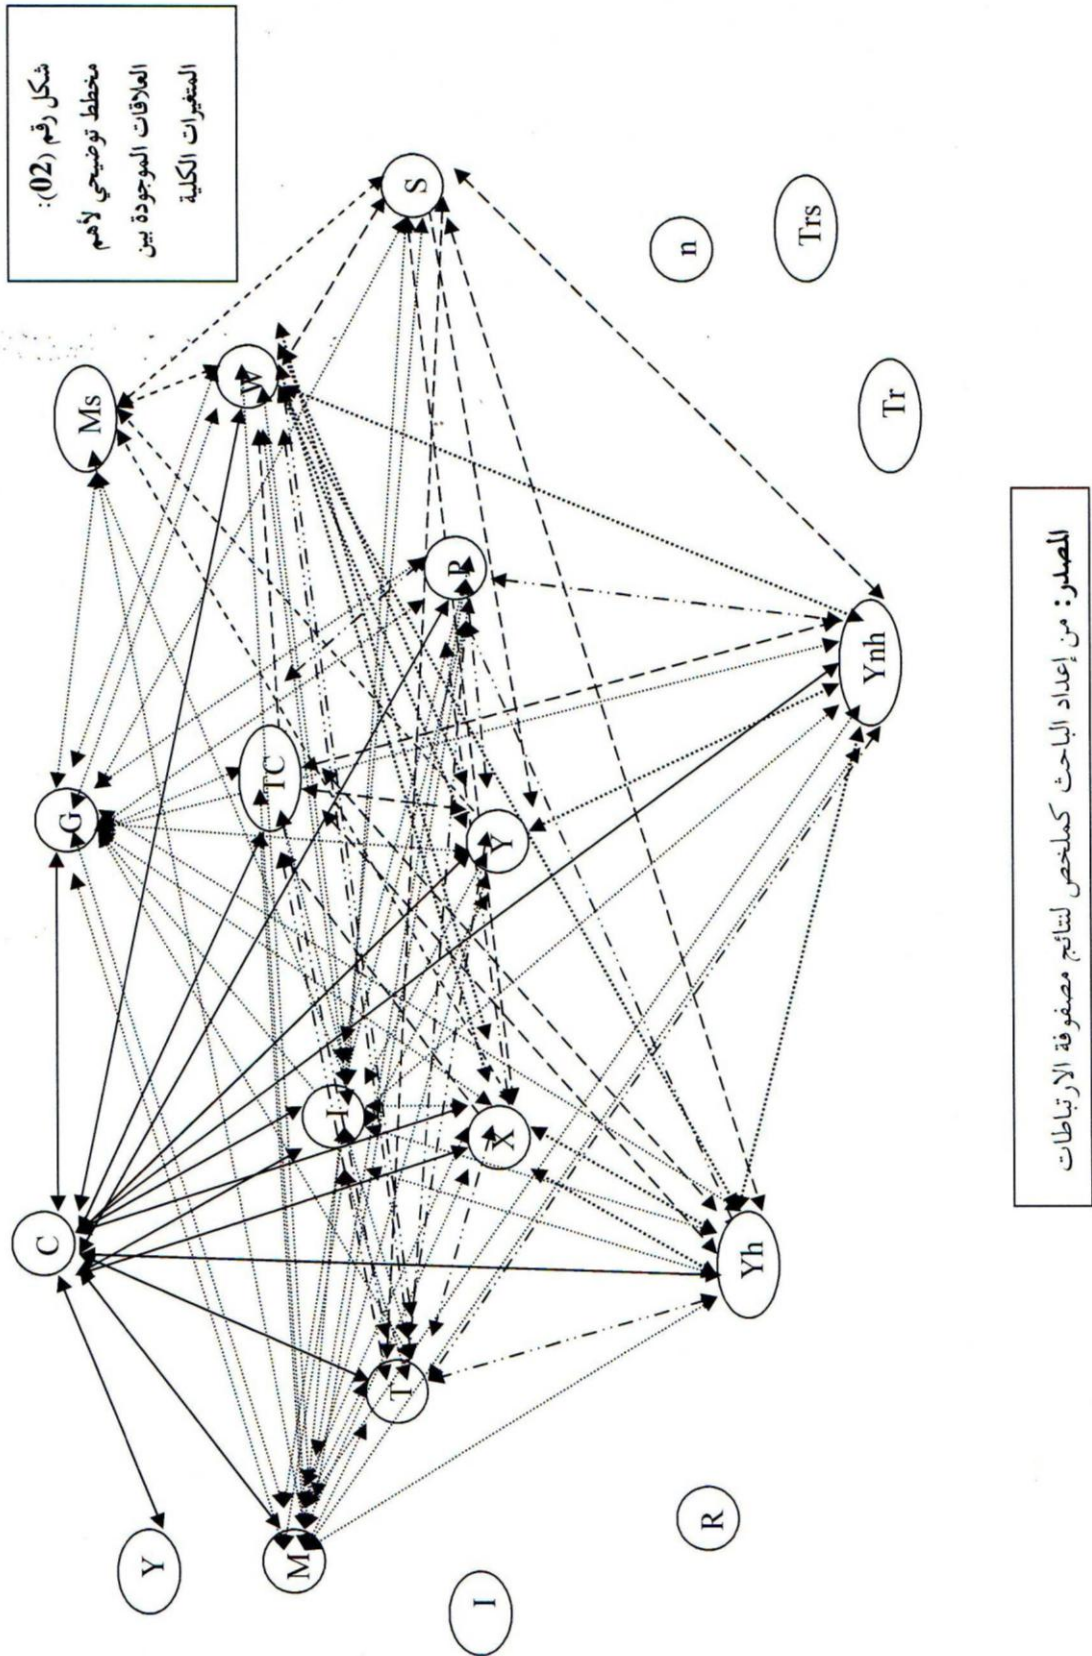 شكل رقم (02):
مخطط توضيحي لأهم
العلاقات الموجودة بين
المتغيرات الكلية
Ms
S
W
n
Trs
Tr
P
G
TC
Y
Ynh
C
I
X
Yh
T
Y
M
I
R
المصدر: من إعداد الباحث كملخص لنتائج مصفوفة الارتباطات